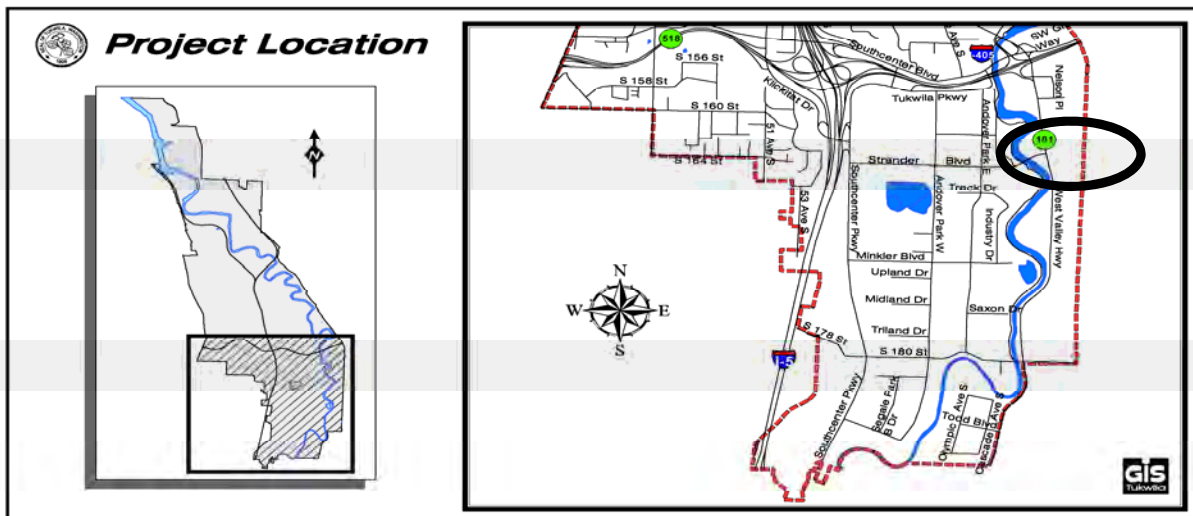 Project Location
N
518
S 156 St
S 158 St
S 160 St
S 164 St
51 Ave S
53 Ave S
Klickitat Dr
Southcenter Blvd
Ave S
I-405
SW Gr
Way
Nelson Pl
Tukwila Pkwy
Andover Park E
181
Strander Blvd
Southcenter Pkwy
Andover Park W
Track Dr
Industry Dr
West Valley Hwy
Minkler Blvd
Upland Dr
Midland Dr
Saxon Dr
Triland Dr
S 178 St
S 180 St
I-5
N
W E
S
Southcenter Pkwy
Segale Park
B Dr
Olympic Ave S
Todd Blvd
Cascade Ave S
GIS
Tukwila